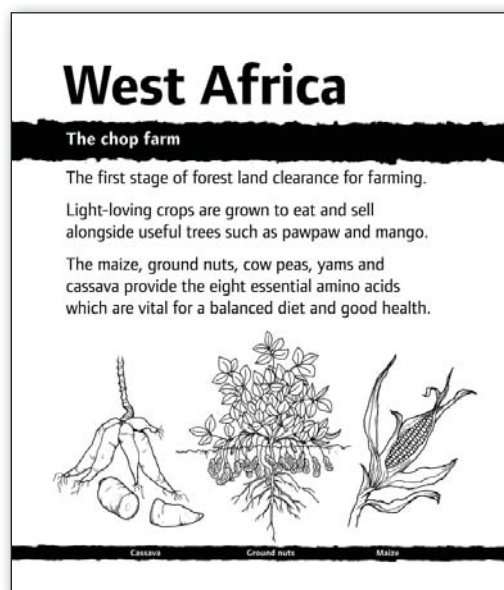 West Africa
The chop farm
The first stage of forest land clearance for farming.
Light-loving crops are grown to eat and sell
alongside useful trees such as pawpaw and mango.
The maize, ground nuts, cow peas, yams and
cassava provide the eight essential amino acids
which are vital for a balanced diet and good health.
Cassava Ground nuts Maize